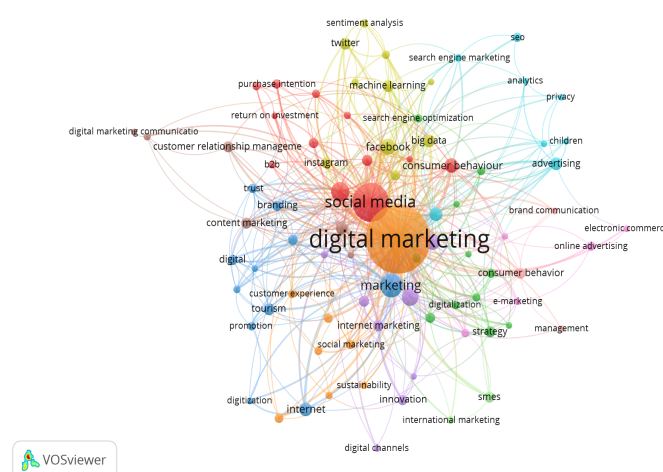 sentiment analysis
seo
twitter
search engine marketing
analytics
purchase intention
machine learning
privacy
return on investment
search engine optimization
digital marketing communicatio
customer relationship manageme
facebook
big data
children
b2b
instagram
consumer behaviour
advertising
trust
social media
branding
brand communication
content marketing
electronic commerc
digital marketing
online advertising
digital
consumer behavior
marketing
customer experience
e-marketing
digitalization
tourism
promotion
internet marketing
strategy
management
social marketing
sustainability
digitization
innovation
smes
internet
international marketing
digital channels
VOSviewer